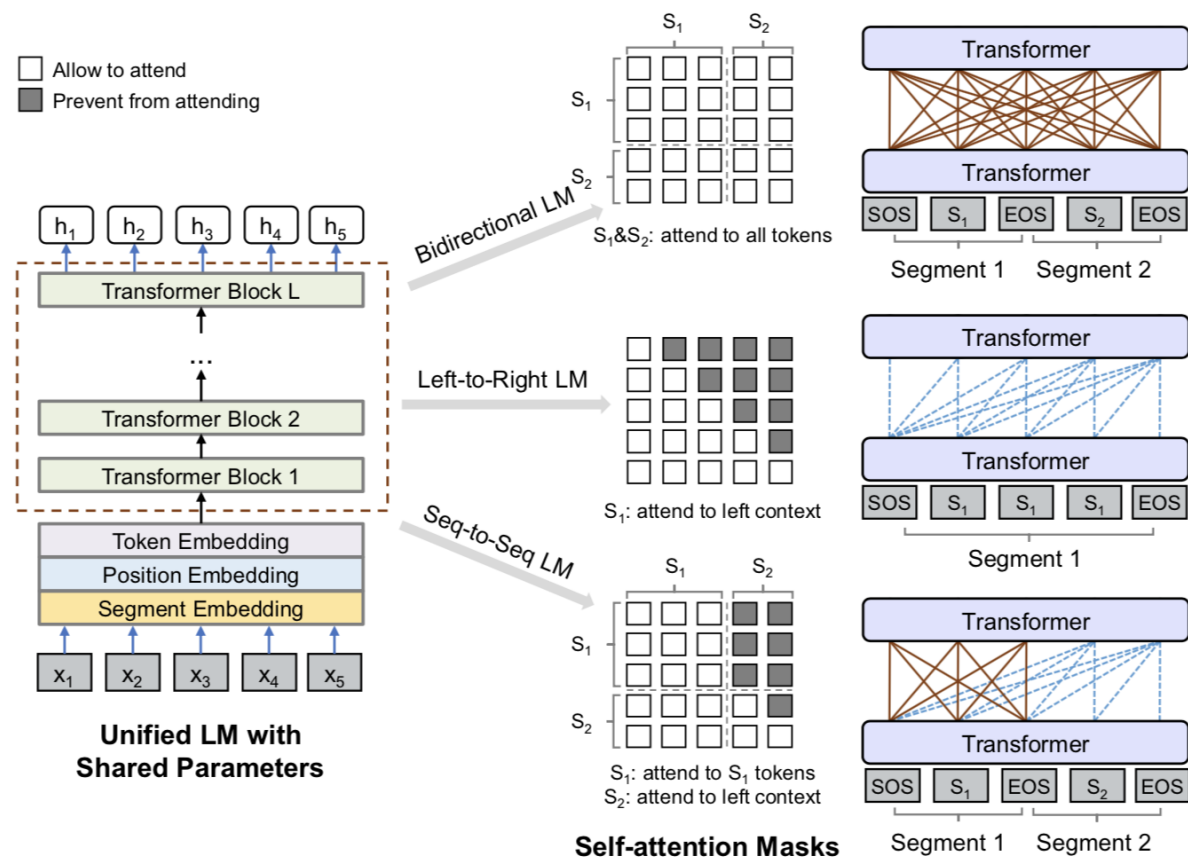 Allow to attend
Prevent from attending
h₁ h₂ h₃ h₄ h₅
Transformer Block L
...
Transformer Block 2
Transformer Block 1
Token Embedding
Position Embedding
Segment Embedding
x₁ x₂ x₃ x₄ x₅
Unified LM with
Shared Parameters
Bidirectional LM
Left-to-Right LM
Seq-to-Seq LM
S₁ S₂
S₁
S₂
S₁&S₂: attend to all tokens
S₁: attend to left context
S₁ S₂
S₁
S₂
S₁: attend to S₁ tokens
S₂: attend to left context
Self-attention Masks
Transformer
Transformer
SOS S₁ EOS S₂ EOS
Segment 1 Segment 2
Transformer
Transformer
SOS S₁ S₁ S₁ EOS
Segment 1
Transformer
Transformer
SOS S₁ EOS S₂ EOS
Segment 1 Segment 2